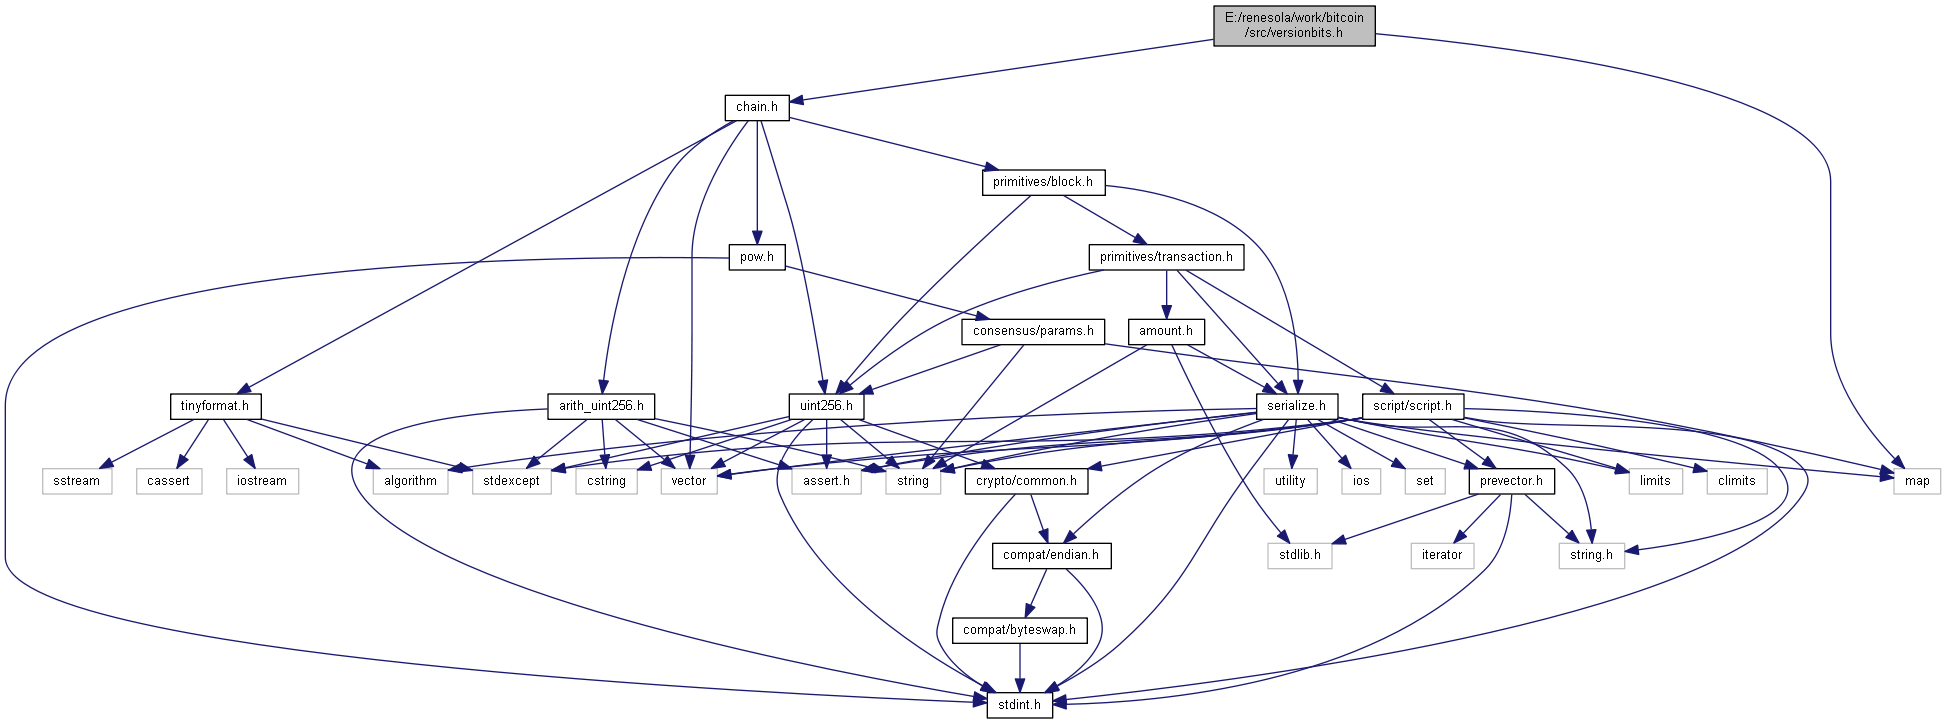 E:/renesola/work/bitcoin
/src/versionbits.h
chain.h
primitives/block.h
pow.h
primitives/transaction.h
consensus/params.h
amount.h
tinyformat.h
arith_uint256.h
uint256.h
serialize.h
script/script.h
sstream
cassert
iostream
algorithm
stdexcept
cstring
vector
assert.h
string
crypto/common.h
utility
ios
set
prevector.h
limits
climits
map
compat/endian.h
stdlib.h
iterator
string.h
compat/byteswap.h
stdint.h